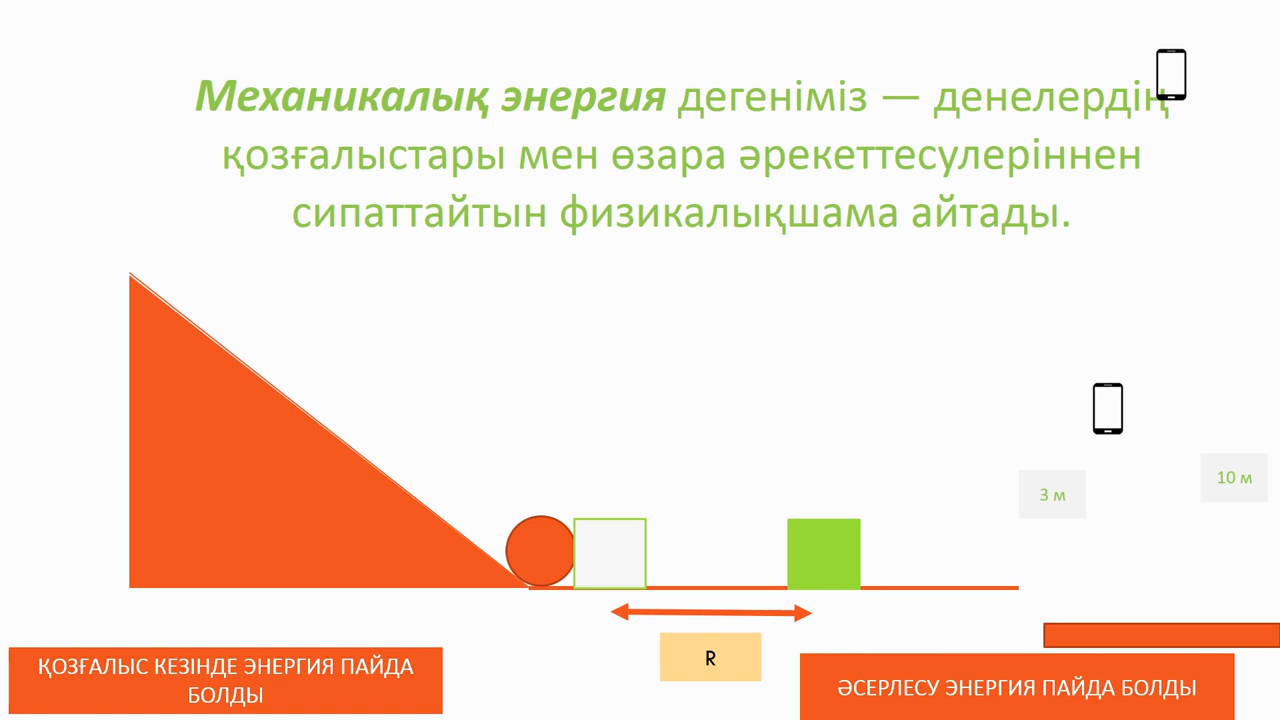 Механикалық энергия дегеніміз — денелердің
қозғалыстары мен өзара әрекеттесулеріннен
сипаттайтын физикалықшама айтады.
3 м
10 м
R
ҚОЗҒАЛЫС КЕЗІНДЕ ЭНЕРГИЯ ПАЙДА
БОЛДЫ
ӘСЕРЛЕСУ ЭНЕРГИЯ ПАЙДА БОЛДЫ